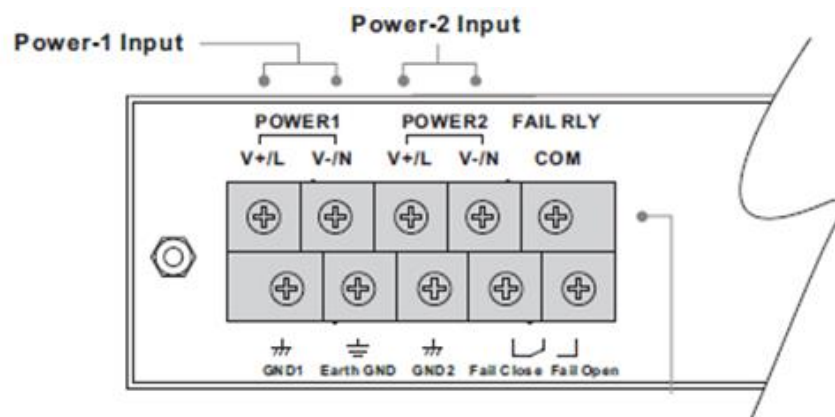 Power-1 Input
Power-2 Input
POWER1 POWER2 FAIL RLY
V+/L V-/N V+/L V-/N COM
GND1 Earth GND GND2 Fail Close Fail Open